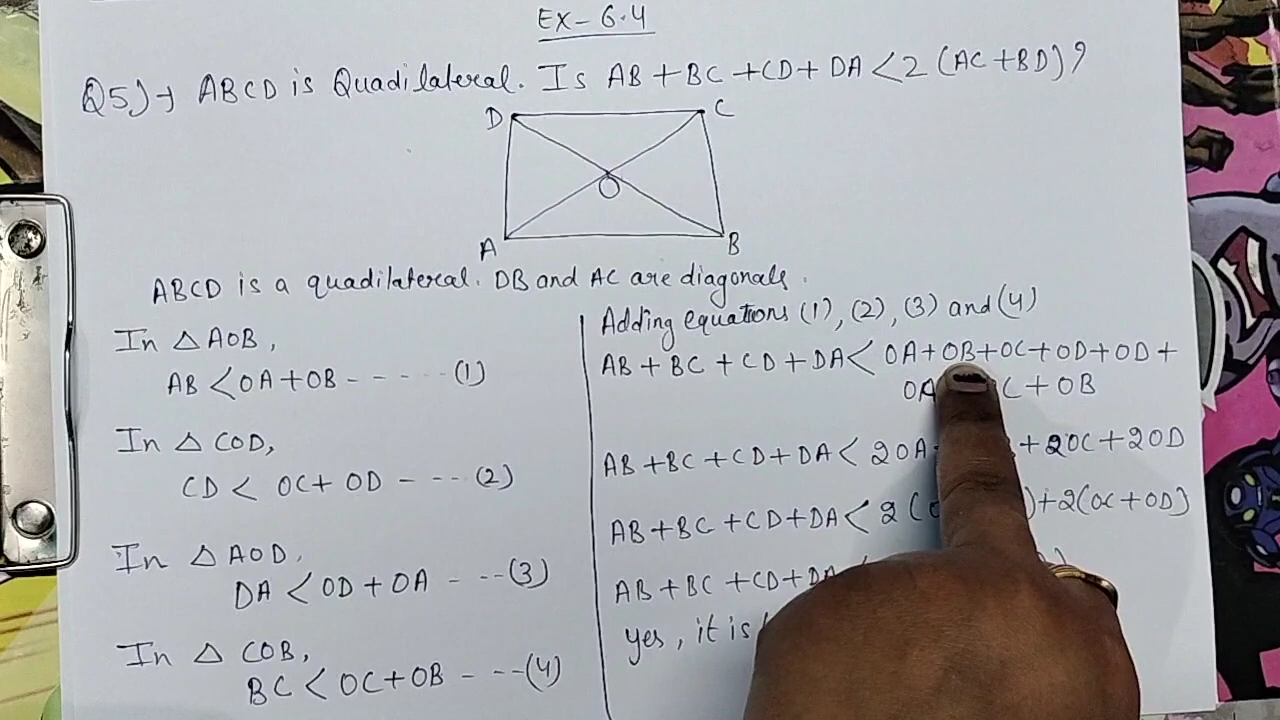 Ex- 6.4
Q5)→ ABCD is Quadilateral. Is AB + BC + CD + DA < 2 (AC + BD)?
D C
O
A B
ABCD is a quadilateral. DB and AC are diagonals.
In △ AOB,
AB < OA + OB - - - - - (1)
In △ COD,
CD < OC + OD - - - - (2)
In △ AOD,
DA < OD + OA - - - (3)
In △ COB,
BC < OC + OB - - - - (4)
Adding equations (1), (2), (3) and (4)
AB + BC + CD + DA < OA + OB + OC + OD + OD +
OA C + OB
AB + BC + CD + DA < 2OA + 2OC + 2OD
AB + BC + CD + DA < 2 ( ) + 2(OC + OD)
AB + BC + CD + DA
yes, it is